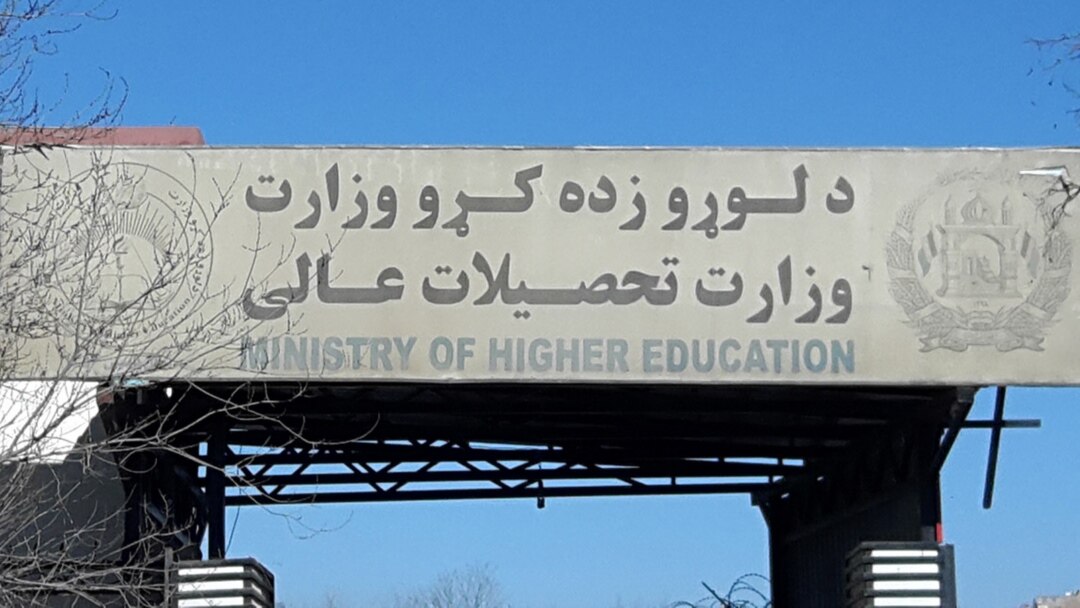 د لوړو زده کړو وزارت
وزارت تحصیلات عالی
MINISTRY OF HIGHER EDUCATION